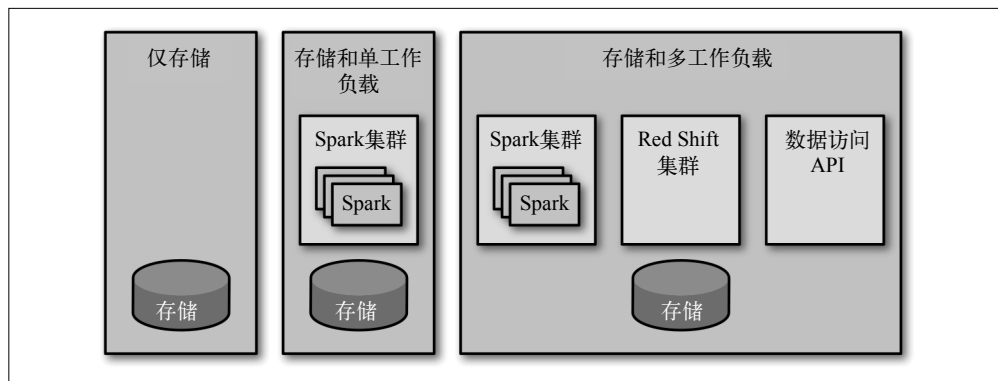 仅存储
存储
存储和单工作
负载
Spark集群
Spark
存储
存储和多工作负载
Spark集群
Spark
Red Shift
集群
数据访问
API
存储